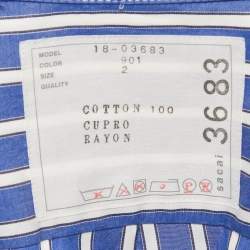 MODEL 18-03683
COLOR 901
SIZE 2
QUALITY
COTTON 100
CUPRO
RAYON
sacai 3683